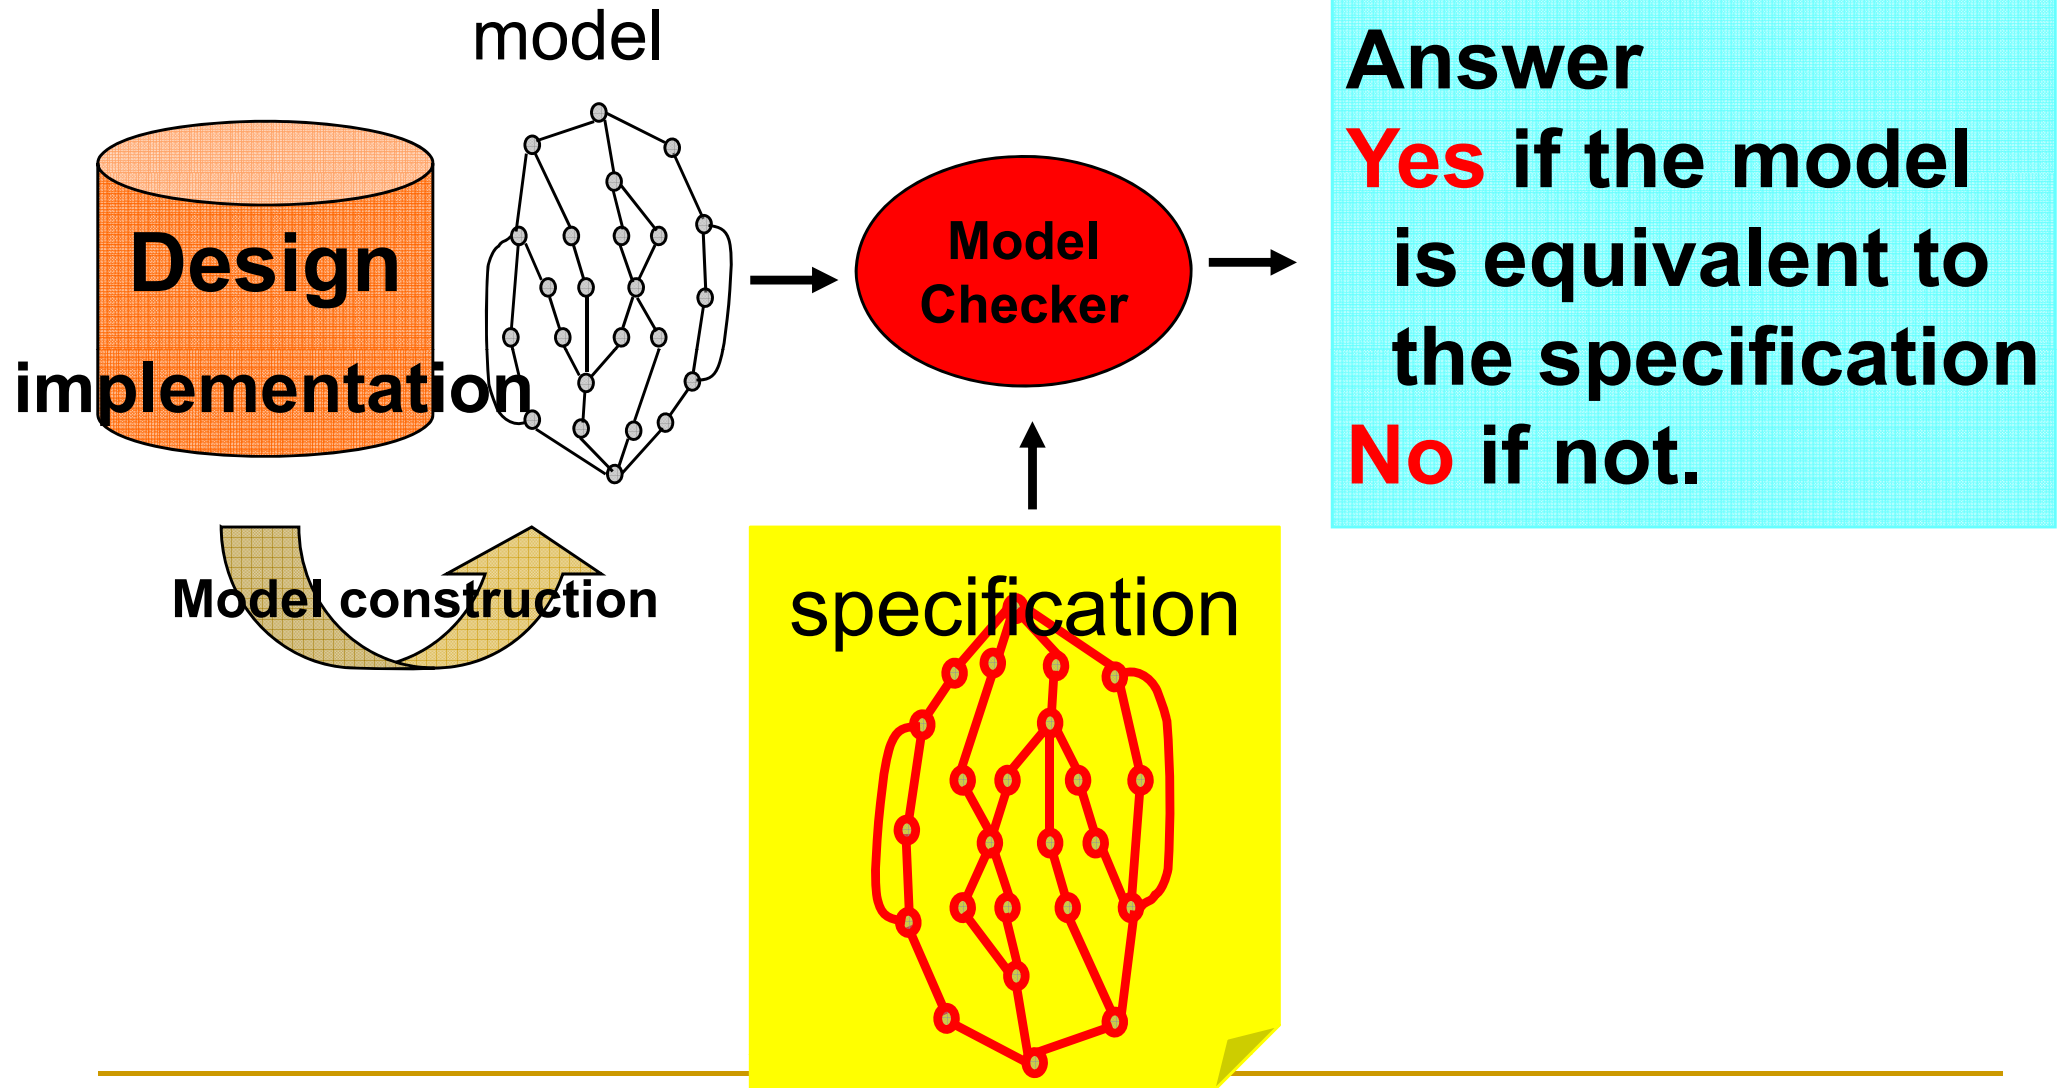 model
Design
implementation
Model construction
Model
Checker
specification
Answer
Yes if the model
is equivalent to
the specification
No if not.